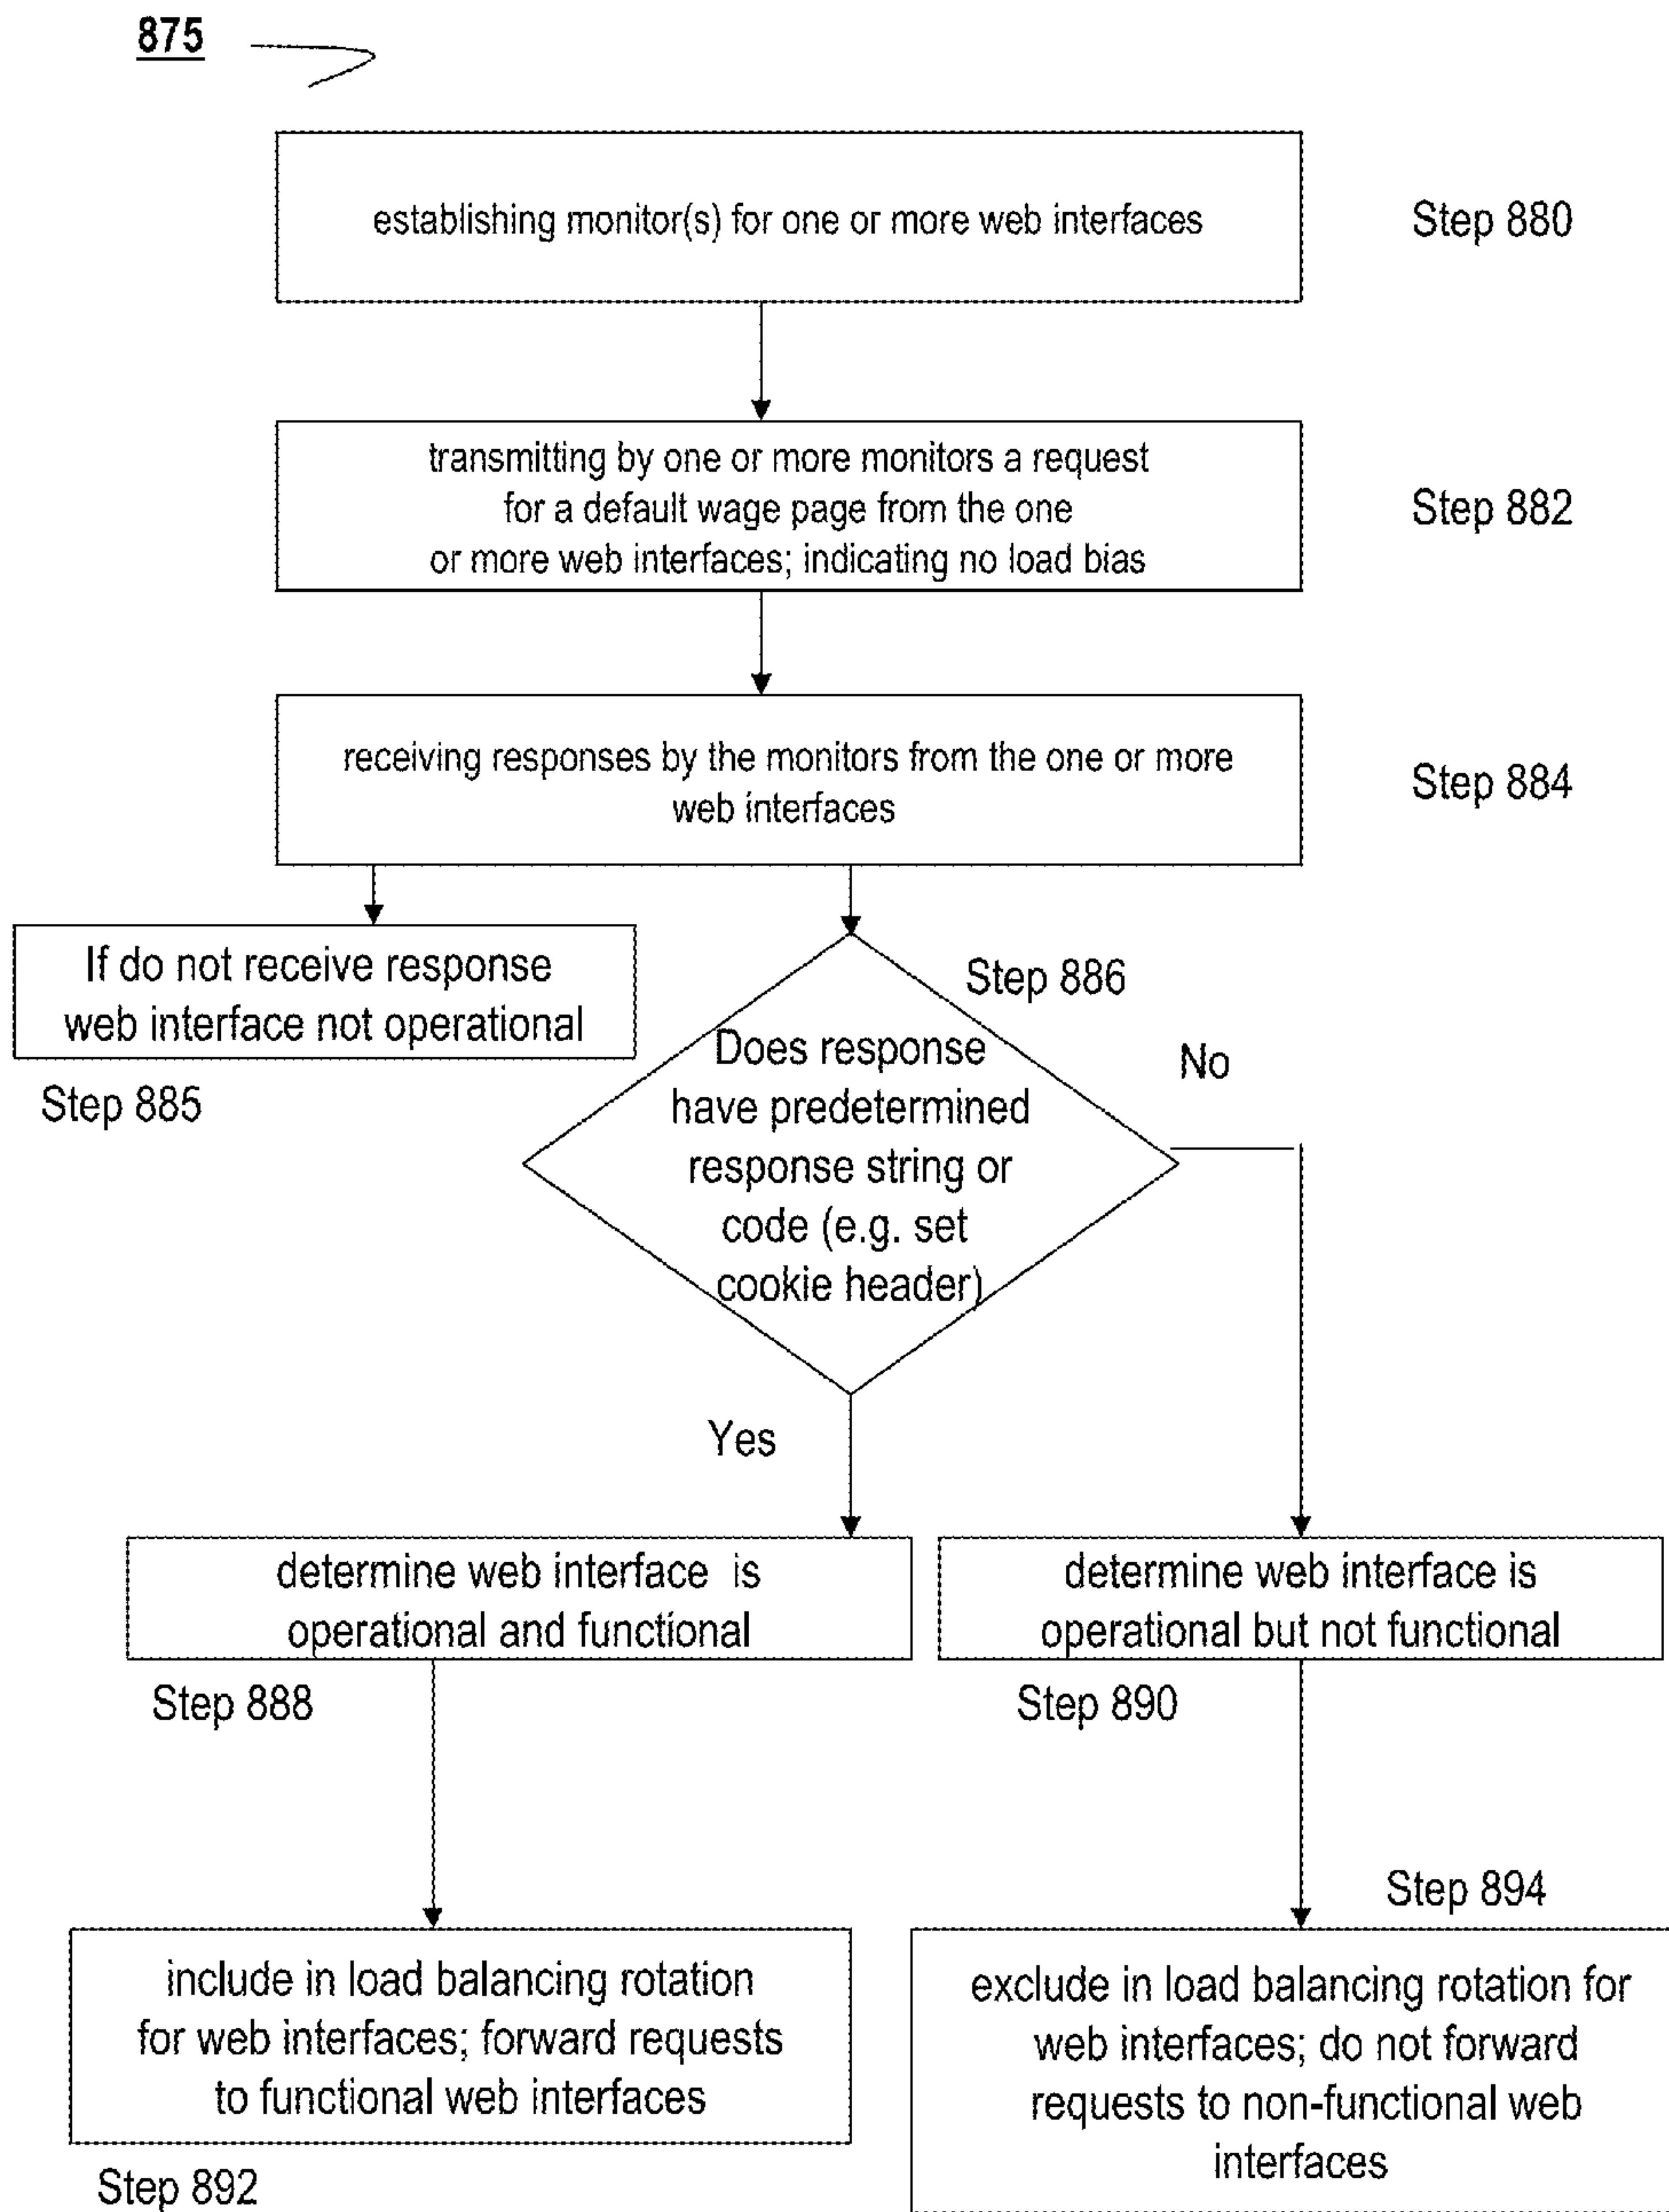 875
establishing monitor(s) for one or more web interfaces
Step 880
transmitting by one or more monitors a request
for a default wage page from the one
or more web interfaces; indicating no load bias
Step 882
receiving responses by the monitors from the one or more
web interfaces
Step 884
If do not receive response
web interface not operational
Step 885
Step 886
Does response
have predetermined
response string or
code (e.g. set
cookie header)
No
Yes
determine web interface is
operational and functional
Step 888
determine web interface is
operational but not functional
Step 890
include in load balancing rotation
for web interfaces; forward requests
to functional web interfaces
Step 892
Step 894
exclude in load balancing rotation for
web interfaces; do not forward
requests to non-functional web
interfaces